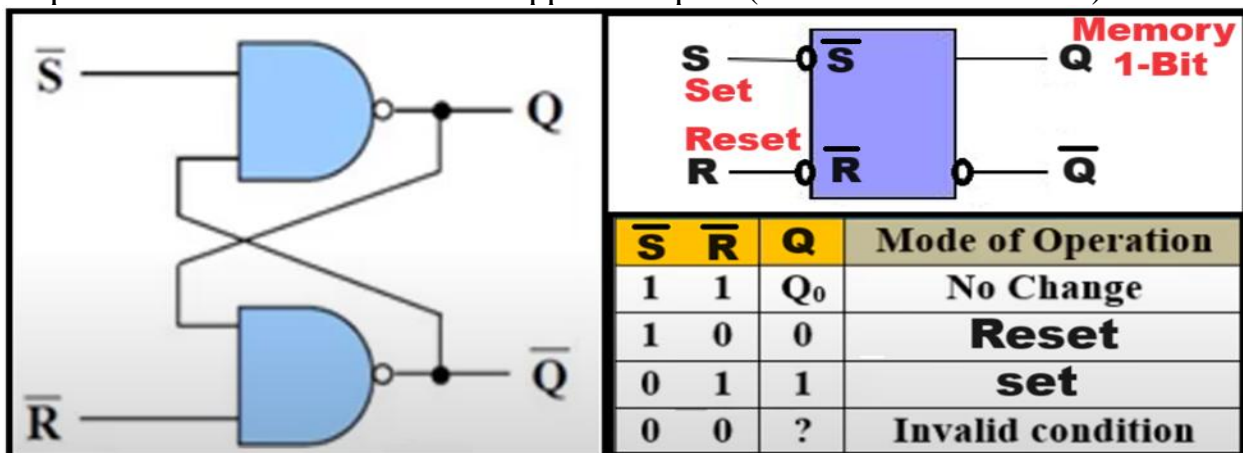 S̅
Q
Q̅
R̅
S
S̅
Q
Memory
1-Bit
Set
Reset
R
R̅
Q̅
S̅ R̅ Q Mode of Operation
1 1 Q₀ No Change
1 0 0 Reset
0 1 1 set
0 0 ? Invalid condition